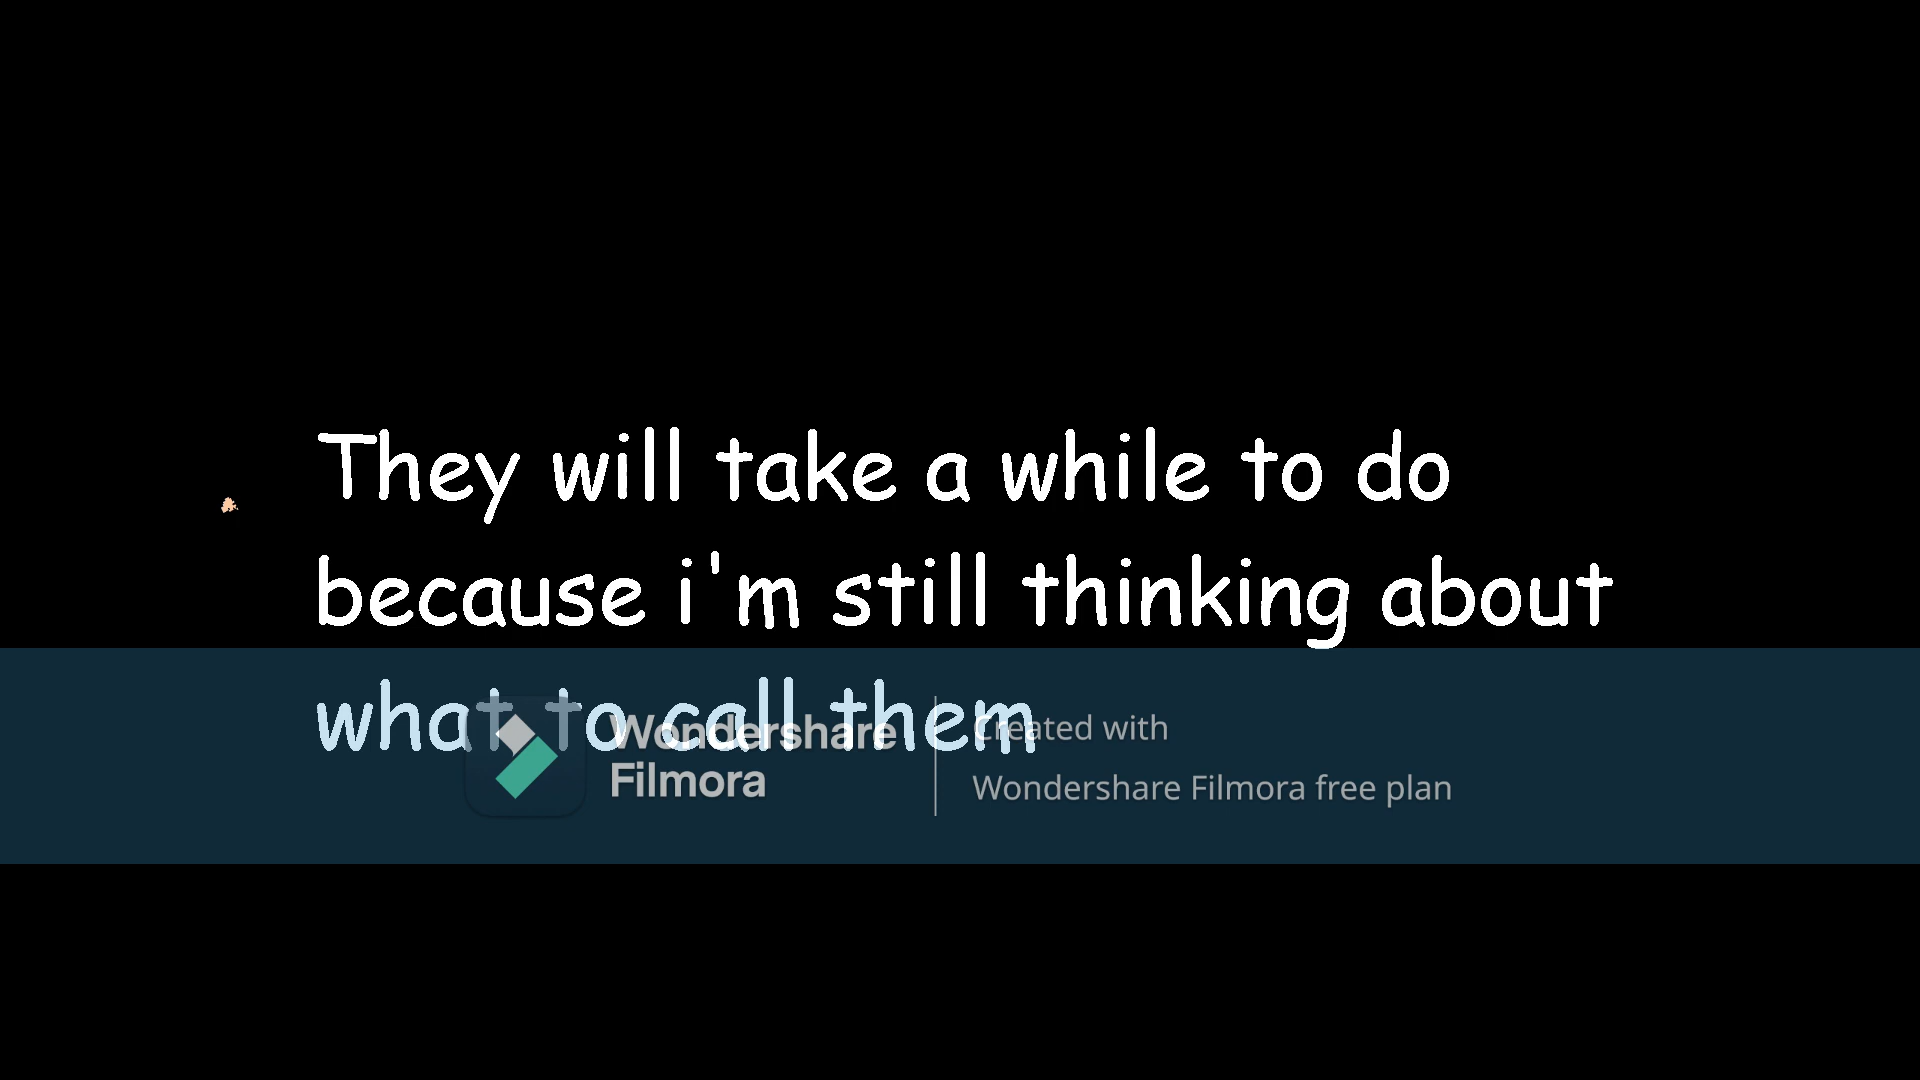 They will take a while to do
because i'm still thinking about
what to call them
Wondershare
Filmora
Created with
Wondershare Filmora free plan